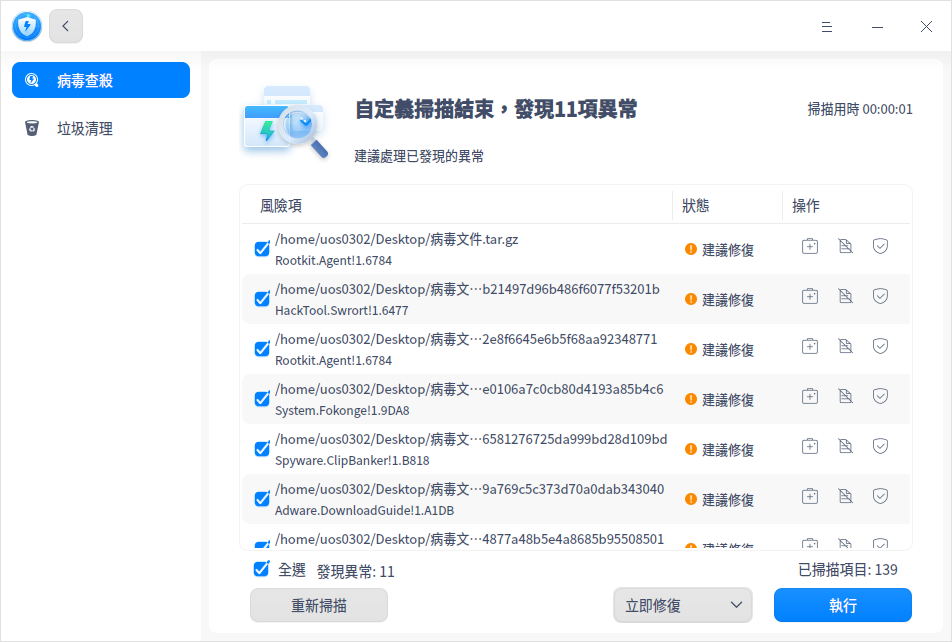 病毒查殺
垃圾清理
自定義掃描結束，發現11項異常
掃描用時 00:00:01
建議處理已發現的異常
風險項 狀態 操作
/home/uos0302/Desktop/病毒文件.tar.gz
Rootkit.Agent!1.6784
建議修復
/home/uos0302/Desktop/病毒文…b21497d96b486f6077f53201b
HackTool.Swrort!1.6477
建議修復
/home/uos0302/Desktop/病毒文…2e8f6645e6b5f68aa92348771
Rootkit.Agent!1.6784
建議修復
/home/uos0302/Desktop/病毒文…e0106a7c0cb80d4193a85b4c6
System.Fokonge!1.9DA8
建議修復
/home/uos0302/Desktop/病毒文…6581276725da999bd28d109bd
Spyware.ClipBanker!1.B818
建議修復
/home/uos0302/Desktop/病毒文…9a769c5c373d70a0dab343040
Adware.DownloadGuide!1.A1DB
建議修復
/home/uos0302/Desktop/病毒文…4877a48b5e4a8685b95508501
建議修復
全選 發現異常: 11
已掃描項目: 139
重新掃描 立即修復 執行